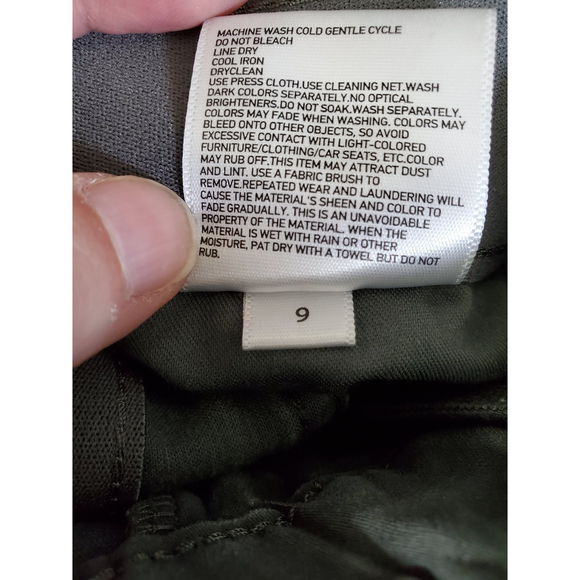 MACHINE WASH COLD GENTLE CYCLE
DO NOT BLEACH
LINE DRY
COOL IRON
DRYCLEAN
USE PRESS CLOTH.USE CLEANING NET.WASH
DARK COLORS SEPARATELY.NO OPTICAL
BRIGHTENERS.DO NOT SOAK.WASH SEPARATELY.
COLORS MAY FADE WHEN WASHING. COLORS MAY
BLEED ONTO OTHER OBJECTS, SO AVOID
EXCESSIVE CONTACT WITH LIGHT-COLORED
FURNITURE/CLOTHING/CAR SEATS, ETC.COLOR
MAY RUB OFF.THIS ITEM MAY ATTRACT DUST
AND LINT. USE A FABRIC BRUSH TO
REMOVE.REPEATED WEAR AND LAUNDERING WILL
CAUSE THE MATERIAL'S SHEEN AND COLOR TO
FADE GRADUALLY. THIS IS AN UNAVOIDABLE
PROPERTY OF THE MATERIAL. WHEN THE
MATERIAL IS WET WITH RAIN OR OTHER
MOISTURE, PAT DRY WITH A TOWEL BUT DO NOT
RUB.
9